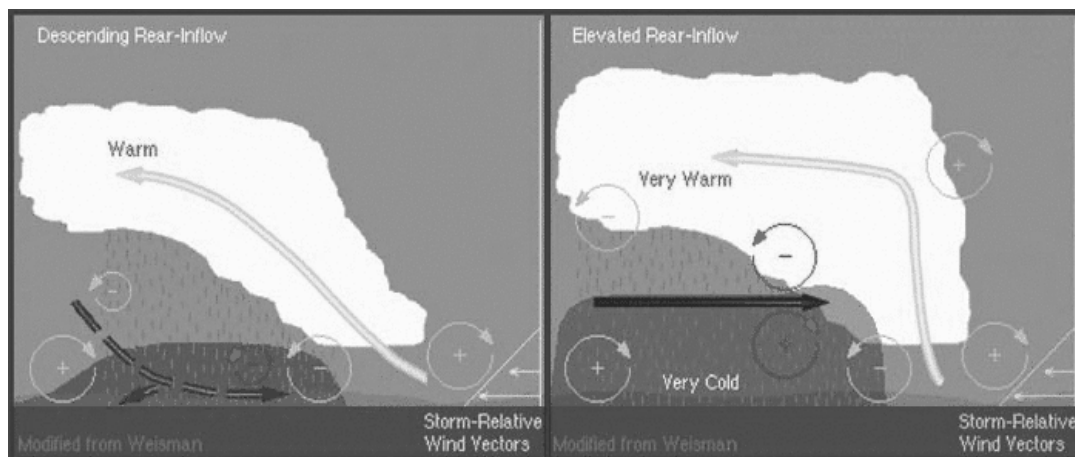 Descending Rear-Inflow
Warm
−
+
−
+
Storm-Relative
Modified from Weisman
Wind Vectors
Elevated Rear-Inflow
+
Very Warm
−
−
+
−
+
Very Cold
Storm-Relative
Modified from Weisman
Wind Vectors